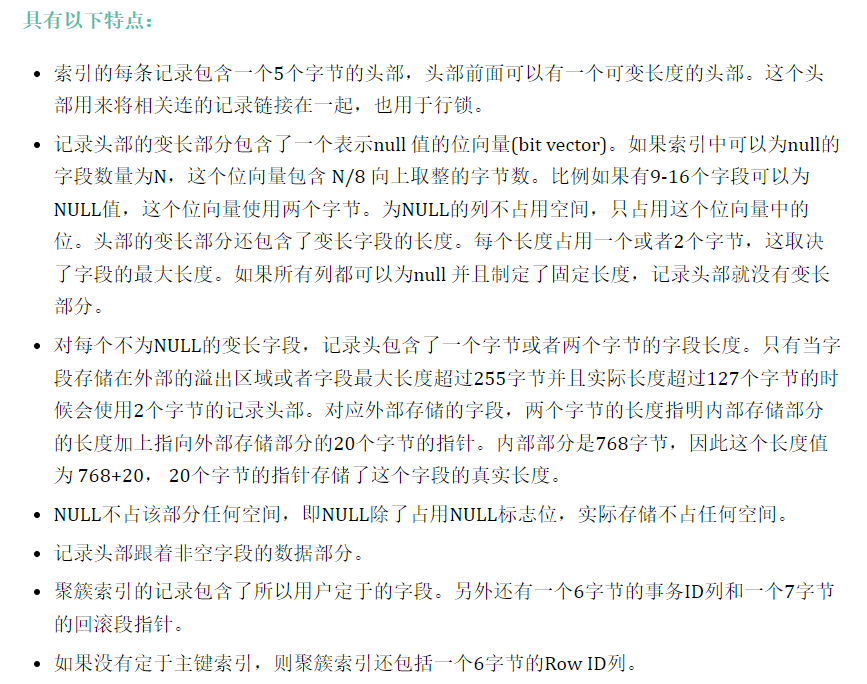 具有以下特点：
• 索引的每条记录包含一个5个字节的头部，头部前面可以有一个可变长度的头部。这个头
部用来将相关连的记录链接在一起，也用于行锁。
• 记录头部的变长部分包含了一个表示null 值的位向量(bit vector)。如果索引中可以为null的
字段数量为N，这个位向量包含 N/8 向上取整的字节数。比例如果有9-16个字段可以为
NULL值，这个位向量使用两个字节。为NULL的列不占用空间，只占用这个位向量中的
位。头部的变长部分还包含了变长字段的长度。每个长度占用一个或者2个字节，这取决
了字段的最大长度。如果所有列都可以为null 并且制定了固定长度，记录头部就没有变长
部分。
• 对每个不为NULL的变长字段，记录头包含了一个字节或者两个字节的字段长度。只有当字
段存储在外部的溢出区域或者字段最大长度超过255字节并且实际长度超过127个字节的时
候会使用2个字节的记录头部。对应外部存储的字段，两个字节的长度指明内部存储部分
的长度加上指向外部存储部分的20个字节的指针。内部部分是768字节，因此这个长度值
为 768+20， 20个字节的指针存储了这个字段的真实长度。
• NULL不占该部分任何空间，即NULL除了占用NULL标志位，实际存储不占任何空间。
• 记录头部跟着非空字段的数据部分。
• 聚簇索引的记录包含了所以用户定于的字段。另外还有一个6字节的事务ID列和一个7字节
的回滚段指针。
• 如果没有定于主键索引，则聚簇索引还包括一个6字节的Row ID列。